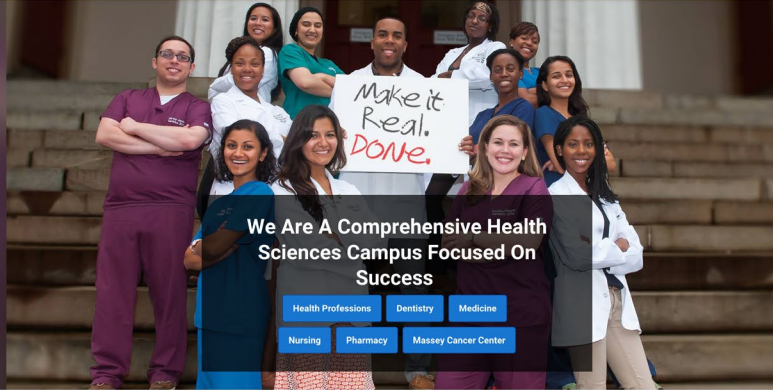 Make it
Real.
DONE.
We Are A Comprehensive Health
Sciences Campus Focused On
Success
Health Professions
Dentistry
Medicine
Nursing
Pharmacy
Massey Cancer Center